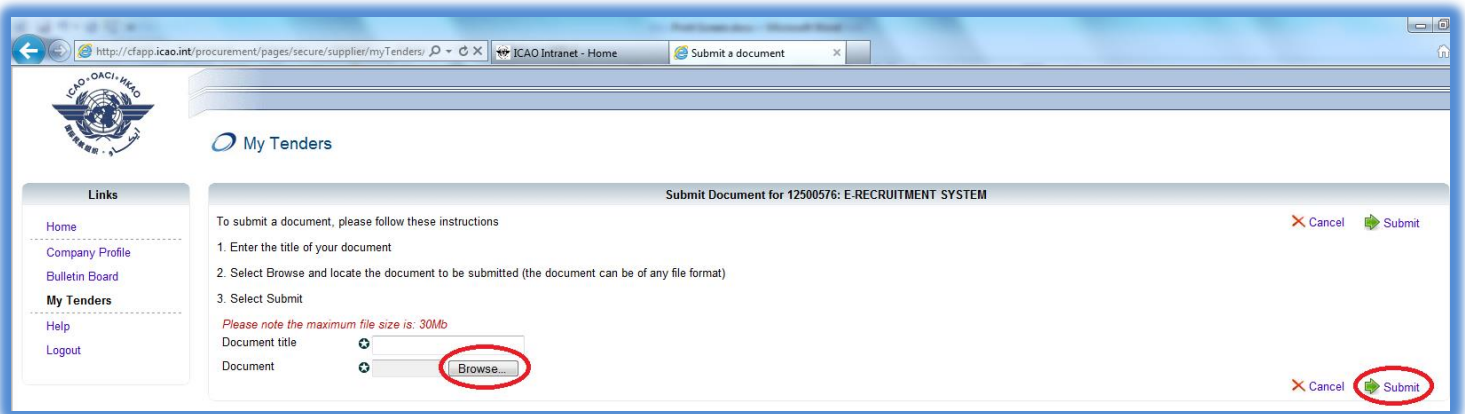 http://cfapp.icao.int/procurement/pages/secure/supplier/myTenders/
ICAO Intranet - Home
Submit a document
ICAO · OACI · ИКАО
My Tenders
Links
Home
Company Profile
Bulletin Board
My Tenders
Help
Logout
Submit Document for 12500576: E-RECRUITMENT SYSTEM
To submit a document, please follow these instructions
Cancel Submit
1. Enter the title of your document
2. Select Browse and locate the document to be submitted (the document can be of any file format)
3. Select Submit
Please note the maximum file size is: 30Mb
Document title
Document Browse...
Cancel Submit